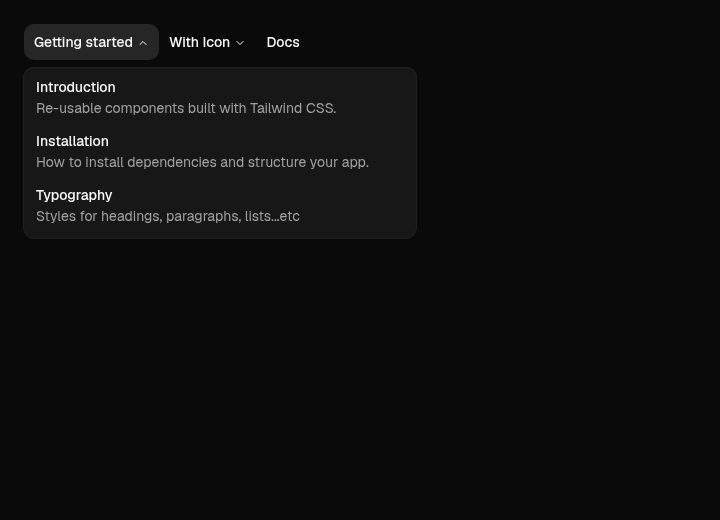 Getting started With Icon Docs
Introduction
Re-usable components built with Tailwind CSS.
Installation
How to install dependencies and structure your app.
Typography
Styles for headings, paragraphs, lists...etc